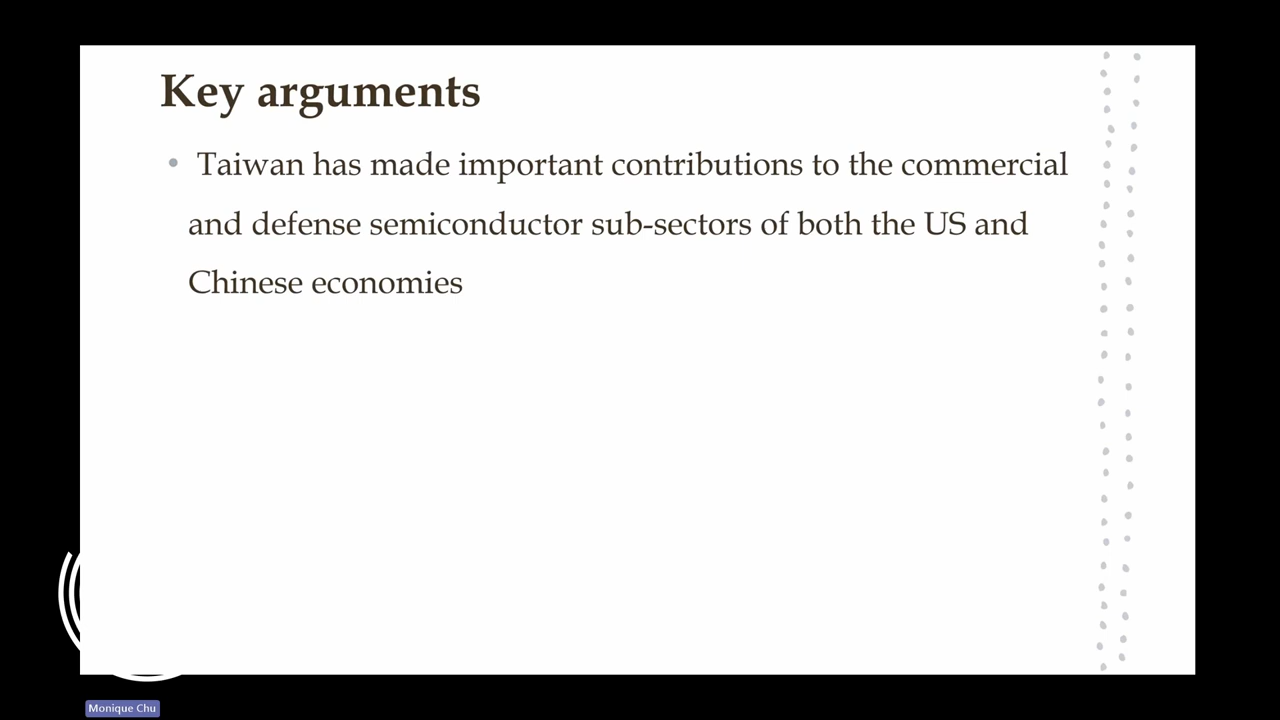 Key arguments
• Taiwan has made important contributions to the commercial
and defense semiconductor sub-sectors of both the US and
Chinese economies
Monique Chu